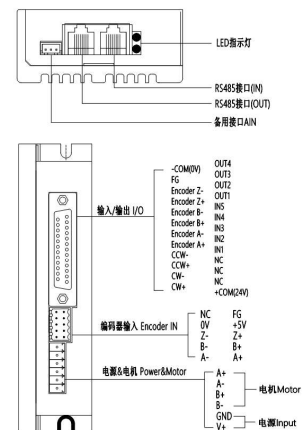 LED指示灯
RS485接口(IN)
RS485接口(OUT)
备用接口AIN
输入/输出 I/O
-COM(0V)
FG
Encoder Z-
Encoder Z+
Encoder B-
Encoder B+
Encoder A-
Encoder A+
CCW-
CCW+
CW-
CW+
OUT4
OUT3
OUT2
OUT1
IN5
IN4
IN3
IN2
IN1
NC
NC
NC
+COM(24V)
编码器输入 Encoder IN
NC FG
0V +5V
Z- Z+
B- B+
A- A+
电源&电机 Power&Motor
A+
A-
B+
B-
电机Motor
GND
V+
电源Input